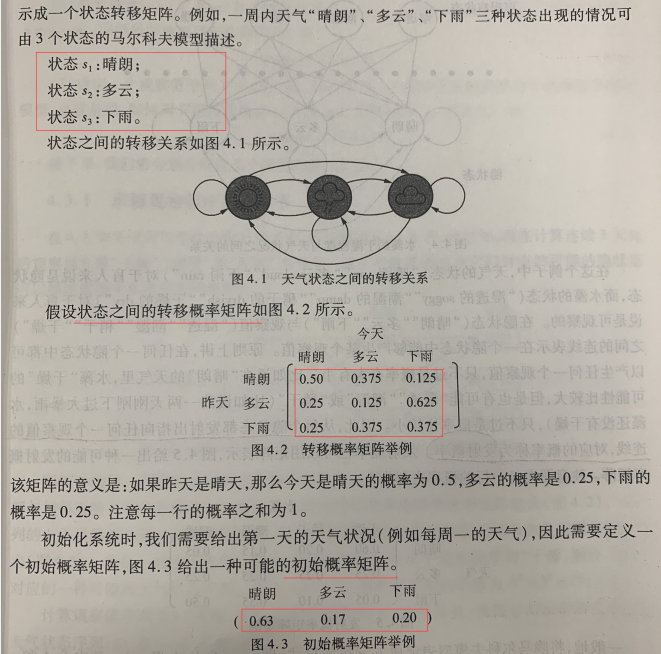 示成一个状态转移矩阵。例如,一周内天气“晴朗”、“多云”、“下雨”三种状态出现的情况可
由3个状态的马尔科夫模型描述。
状态 s₁:晴朗;
状态 s₂:多云;
状态 s₃:下雨。
状态之间的转移关系如图4.1所示。
图4.1 天气状态之间的转移关系
假设状态之间的转移概率矩阵如图4.2所示。
今天
晴朗 多云 下雨
晴朗 0.50 0.375 0.125
昨天 多云 0.25 0.125 0.625
下雨 0.25 0.375 0.375
图4.2 转移概率矩阵举例
该矩阵的意义是:如果昨天是晴天,那么今天是晴天的概率为0.5,多云的概率是0.25,下雨的
概率是0.25。注意每一行的概率之和为1。
初始化系统时,我们需要给出第一天的天气状况(例如每周一的天气),因此需要定义一
个初始概率矩阵,图4.3给出一种可能的初始概率矩阵。
晴朗 多云 下雨
( 0.63 0.17 0.20 )
图4.3 初始概率矩阵举例